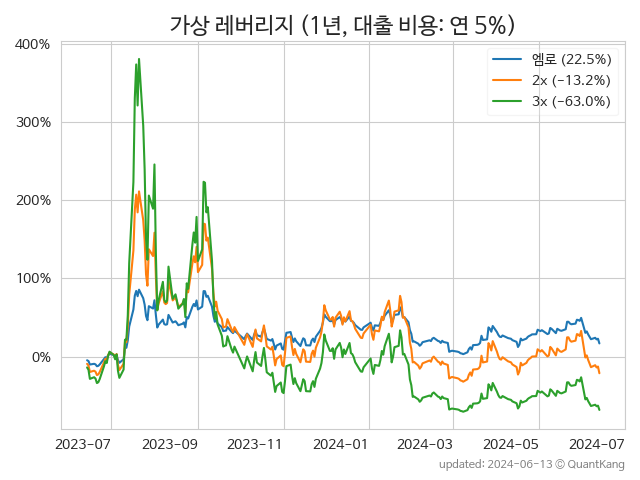 가상 레버리지 (1년, 대출 비용: 연 5%)
엠로 (22.5%)
2x (−13.2%)
3x (−63.0%)
400%
300%
200%
100%
0%
2023−07 2023−09 2023−11 2024−01 2024−03 2024−05 2024−07
updated: 2024−06−13 ⓒ QuantKang